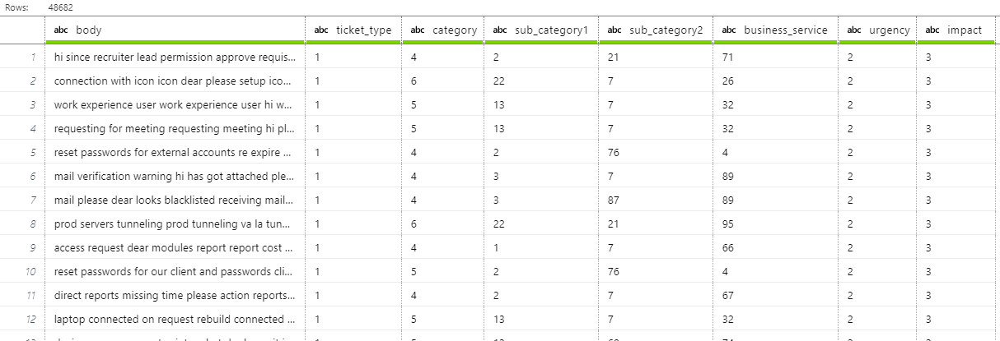 Rows: 48682
abc body abc ticket_type abc category abc sub_category1 abc sub_category2 abc business_service abc urgency abc impact
1 hi since recruiter lead permission approve requis... 1 4 2 21 71 2 3
2 connection with icon icon dear please setup ico... 1 6 22 7 26 2 3
3 work experience user work experience user hi w... 1 5 13 7 32 2 3
4 requesting for meeting requesting meeting hi pl... 1 5 13 7 32 2 3
5 reset passwords for external accounts re expire ... 1 4 2 76 4 2 3
6 mail verification warning hi has got attached ple... 1 4 3 7 89 2 3
7 mail please dear looks blacklisted receiving mail... 1 4 3 87 89 2 3
8 prod servers tunneling prod tunneling va la tun... 1 6 22 21 95 2 3
9 access request dear modules report report cost ... 1 4 1 7 66 2 3
10 reset passwords for our client and passwords cli... 1 5 2 76 4 2 3
11 direct reports missing time please action reports... 1 4 2 7 67 2 3
12 laptop connected on request rebuild connected ... 1 5 13 7 32 2 3